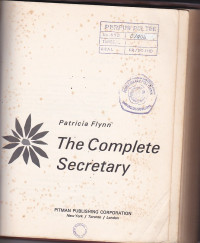 Patricia Flynn
The Complete
Secretary
PITMAN PUBLISHING CORPORATION
New York / Toronto / London